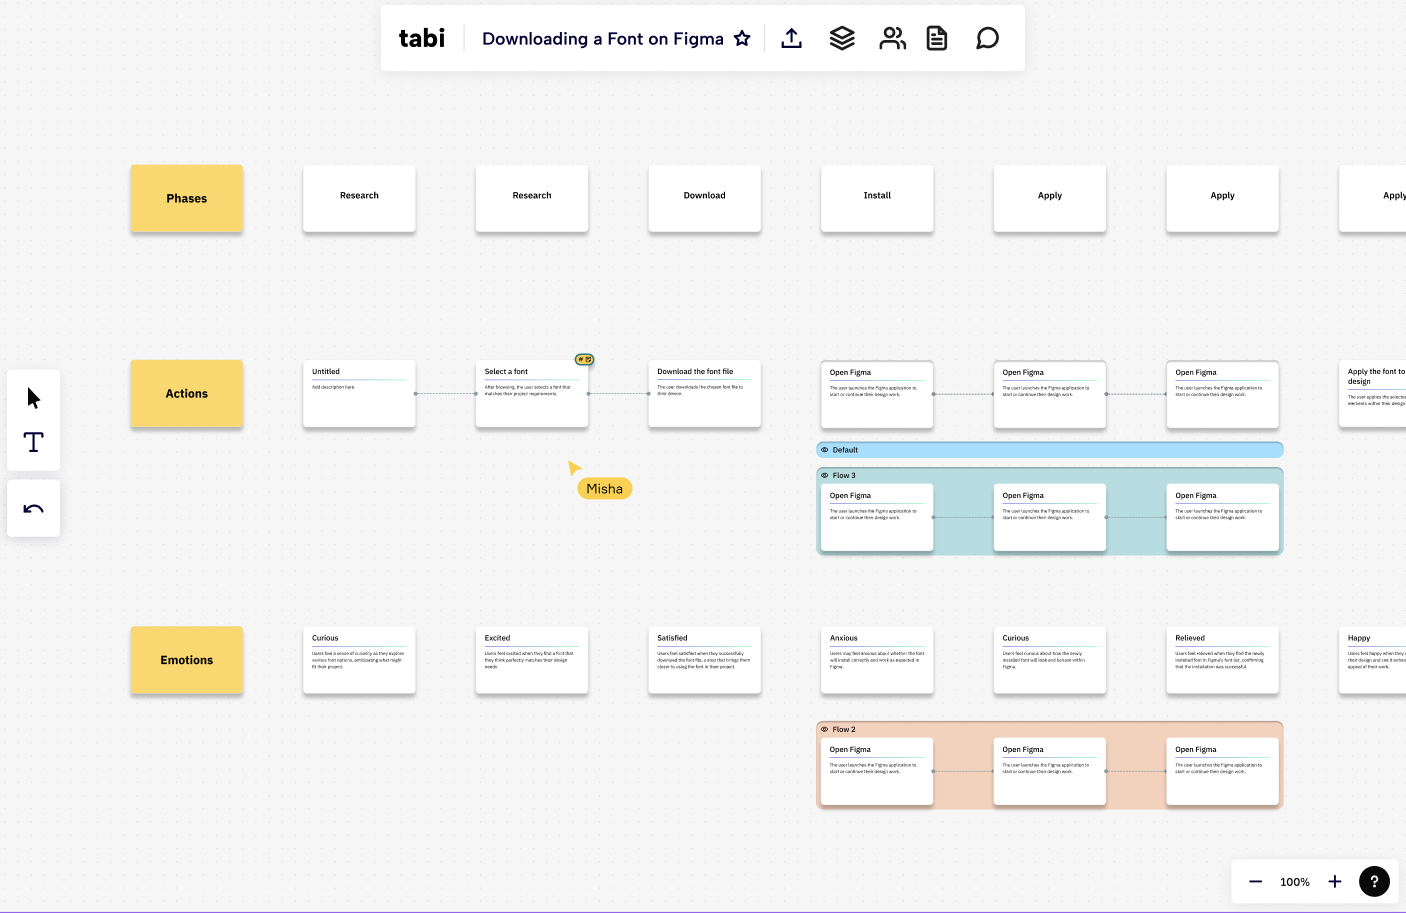 tabi
Downloading a Font on Figma
Phases
Research
Research
Download
Install
Apply
Apply
Apply
Actions
Untitled
Add description here
Select a font
After browsing, the user selects a font that
matches their project requirements.
#
Download the font file
The user downloads the chosen font file to
their device.
Open Figma
The user launches the Figma application to
start or continue their design work.
Open Figma
The user launches the Figma application to
start or continue their design work.
Open Figma
The user launches the Figma application to
start or continue their design work.
Apply the font to
design
The user applies the selected
elements within their design.
Default
Flow 3
Open Figma
The user launches the Figma application to
start or continue their design work.
Open Figma
The user launches the Figma application to
start or continue their design work.
Open Figma
The user launches the Figma application to
start or continue their design work.
Misha
Emotions
Curious
Users feel a sense of curiosity as they explore
various font options, anticipating what might
fit their project.
Excited
Users feel excited when they find a font that
they think perfectly matches their design
needs.
Satisfied
Users feel satisfied when they successfully
download the font file, a step that brings them
closer to using the font in their project
Anxious
Users may feel anxious about whether the font
will install correctly and work as expected in
Figma.
Curious
Users feel curious about how the newly
installed font will look and behave within
Figma.
Relieved
Users feel relieved when they find the newly
installed font in Figma's font list, confirming
that the installation was successful.
Happy
Users feel happy when they
their design and see it
appeal of their work.
Flow 2
Open Figma
The user launches the Figma application to
start or continue their design work.
Open Figma
The user launches the Figma application to
start or continue their design work.
Open Figma
The user launches the Figma application to
start or continue their design work.
100%
?